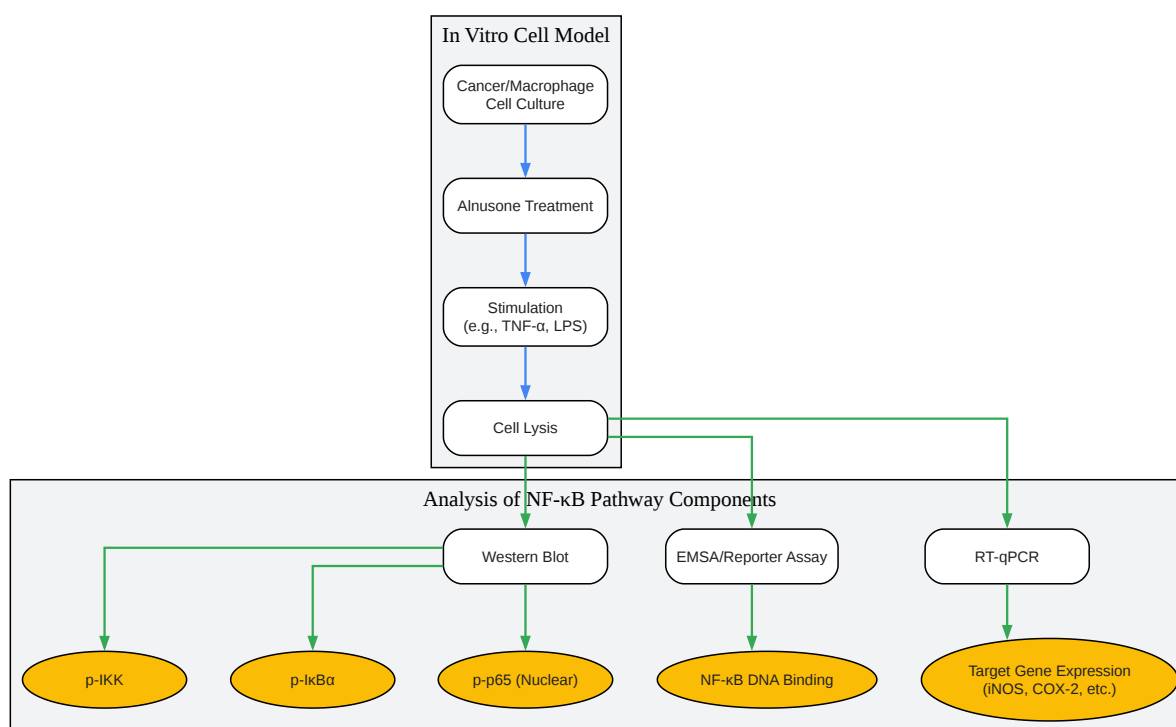 In Vitro Cell Model
Cancer/Macrophage
Cell Culture
Alnusone Treatment
Stimulation
(e.g., TNF-α, LPS)
Cell Lysis
Analysis of NF-κB Pathway Components
Western Blot
EMSA/Reporter Assay
RT-qPCR
p-IKK
p-IκBα
p-p65 (Nuclear)
NF-κB DNA Binding
Target Gene Expression
(iNOS, COX-2, etc.)